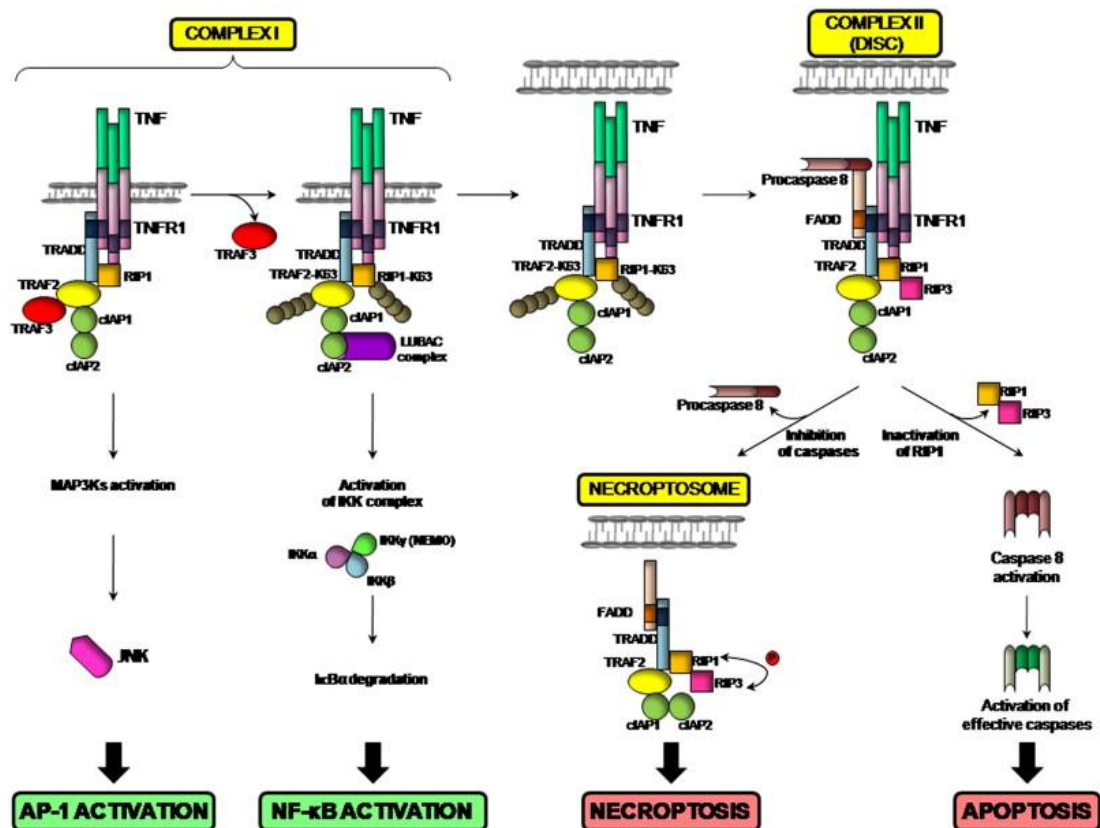 COMPLEX I
COMPLEX II
(DISC)
TNF
TNFR1
TRADD
RIP1
TRAF2
TRAF3
cIAP1
cIAP2
TRAF3
TNF
TNFR1
TRADD
TRAF2-K63
RIP1-K63
cIAP1
LUBAC
complex
cIAP2
TNF
TNFR1
TRADD
TRAF2-K63
RIP1-K63
cIAP1
cIAP2
TNF
Procaspase 8
FADD
TNFR1
TRADD
TRAF2
RIP1
RIP3
cIAP1
cIAP2
Procaspase 8
Inhibition
of caspases
Inactivation
of RIP1
RIP1
RIP3
MAP3Ks activation
JNK
AP-1 ACTIVATION
Activation
of IKK complex
IKKα
IKKγ (NEMO)
IKKβ
IκBα degradation
NF-κB ACTIVATION
NECROPTOSOME
FADD
TRADD
TRAF2
RIP1
RIP3
P
cIAP1
cIAP2
NECROPTOSIS
Caspase 8
activation
Activation of
effective caspases
APOPTOSIS